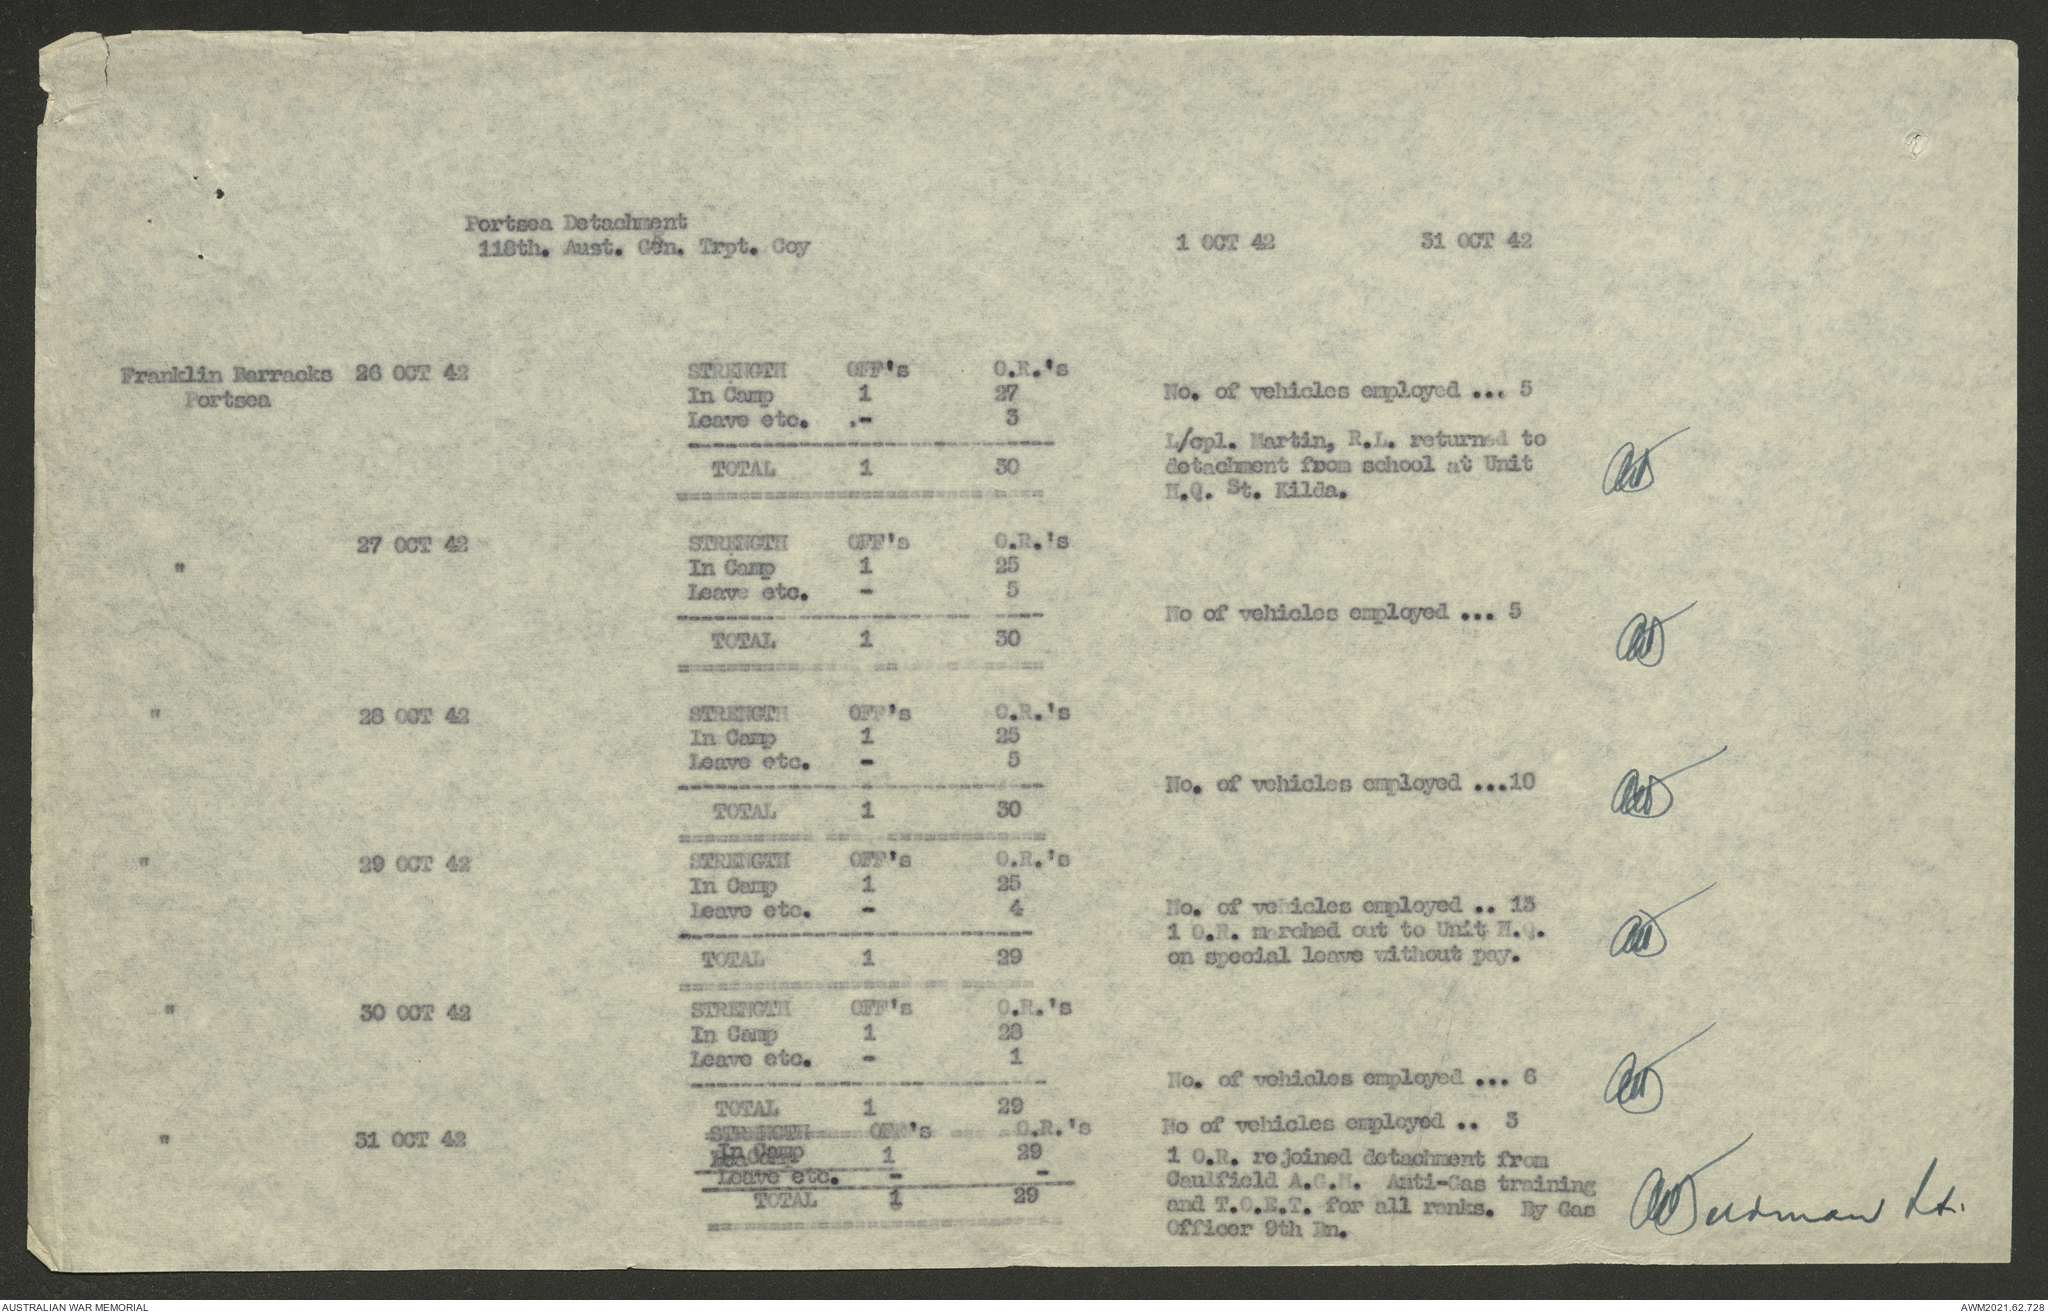 Portsea Detachment
118th. Aust. Gen. Trpt. Coy
1 OCT 42 31 OCT 42
Franklin Barracks 26 OCT 42
Portsea
STRENGTH OFF's O.R.'s
In Camp 1 27
Leave etc. .- 3
TOTAL 1 30
No. of vehicles employed ... 5
L/cpl. Martin, R.L. returned to
detachment from school at Unit
H.Q. St. Kilda.
" 27 OCT 42
STRENGTH OFF's O.R.'s
In Camp 1 25
Leave etc. - 5
TOTAL 1 30
No of vehicles employed ... 5
" 28 OCT 42
STRENGTH OFF's O.R.'s
In Camp 1 25
Leave etc. - 5
TOTAL 1 30
No. of vehicles employed ...10
" 29 OCT 42
STRENGTH OFF's O.R.'s
In Camp 1 25
Leave etc. - 4
TOTAL 1 29
No. of vehicles employed .. 13
1 O.R. marched out to Unit H.Q.
on special leave without pay.
" 30 OCT 42
STRENGTH OFF's O.R.'s
In Camp 1 28
Leave etc. - 1
TOTAL 1 29
No. of vehicles employed ... 6
" 31 OCT 42
STRENGTH OFF's O.R.'s
In Camp 1 29
Leave etc. - -
TOTAL 1 29
No of vehicles employed .. 3
1 O.R. rejoined detachment from
Caulfield A.G.H. Anti-Gas training
and T.O.E.T. for all ranks. By Gas
Officer 9th Bn.
Lt.
AUSTRALIAN WAR MEMORIAL
AWM2021.62.728